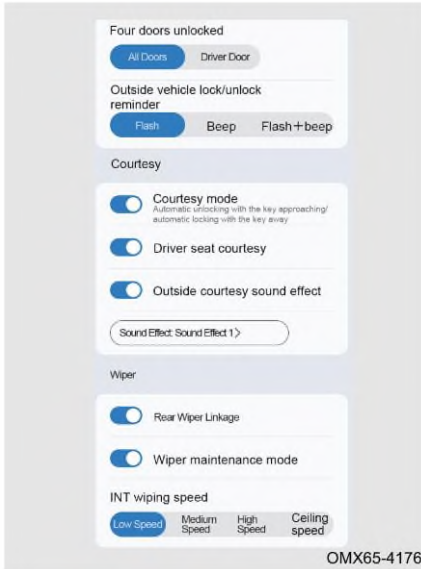 Four doors unlocked
All Doors Driver Door
Outside vehicle lock/unlock
reminder
Flash Beep Flash+beep
Courtesy
Courtesy mode
Automatic unlocking with the key approaching/
automatic locking with the key away
Driver seat courtesy
Outside courtesy sound effect
Sound Effect: Sound Effect 1>
Wiper
Rear Wiper Linkage
Wiper maintenance mode
INT wiping speed
Low Speed Medium Speed High Speed Ceiling speed
OMX65-4176